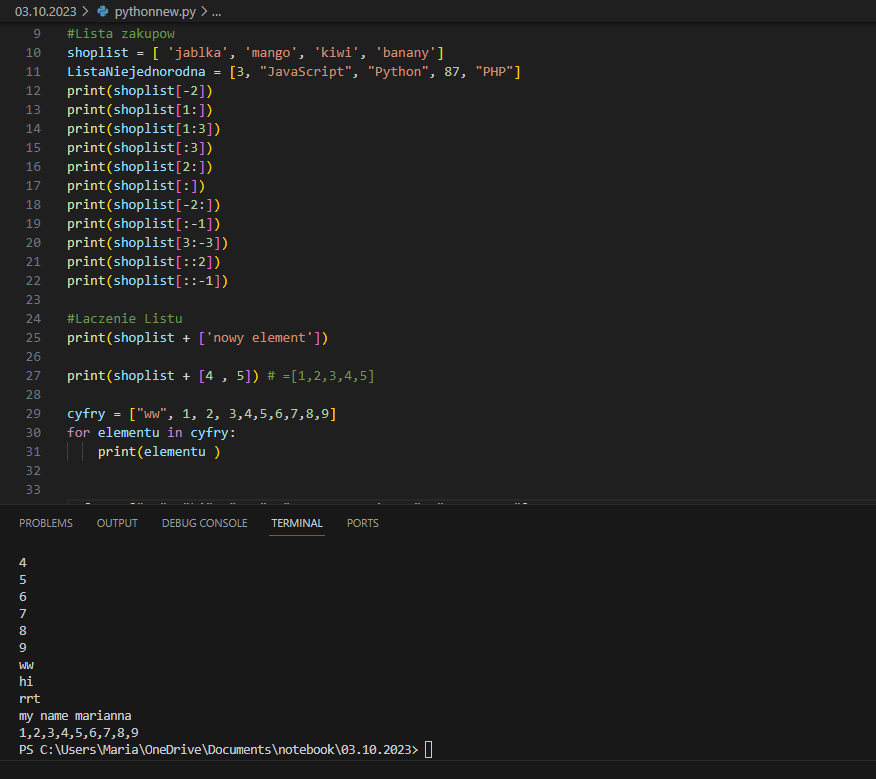 03.10.2023 > pythonnew.py > ...
9 #Lista zakupow
10 shoplist = [ 'jablka', 'mango', 'kiwi', 'banany']
11 ListaNiejednorodna = [3, "JavaScript", "Python", 87, "PHP"]
12 print(shoplist[-2])
13 print(shoplist[1:])
14 print(shoplist[1:3])
15 print(shoplist[:3])
16 print(shoplist[2:])
17 print(shoplist[:])
18 print(shoplist[-2:])
19 print(shoplist[:-1])
20 print(shoplist[3:-3])
21 print(shoplist[::2])
22 print(shoplist[::-1])
23
24 #Laczenie Listu
25 print(shoplist + ['nowy element'])
26
27 print(shoplist + [4 , 5]) # =[1,2,3,4,5]
28
29 cyfry = ["ww", 1, 2, 3,4,5,6,7,8,9]
30 for elementu in cyfry:
31 print(elementu )
32
33
PROBLEMS OUTPUT DEBUG CONSOLE TERMINAL PORTS
4
5
6
7
8
9
ww
hi
rrt
my name marianna
1,2,3,4,5,6,7,8,9
PS C:\Users\Maria\OneDrive\Documents\notebook\03.10.2023>